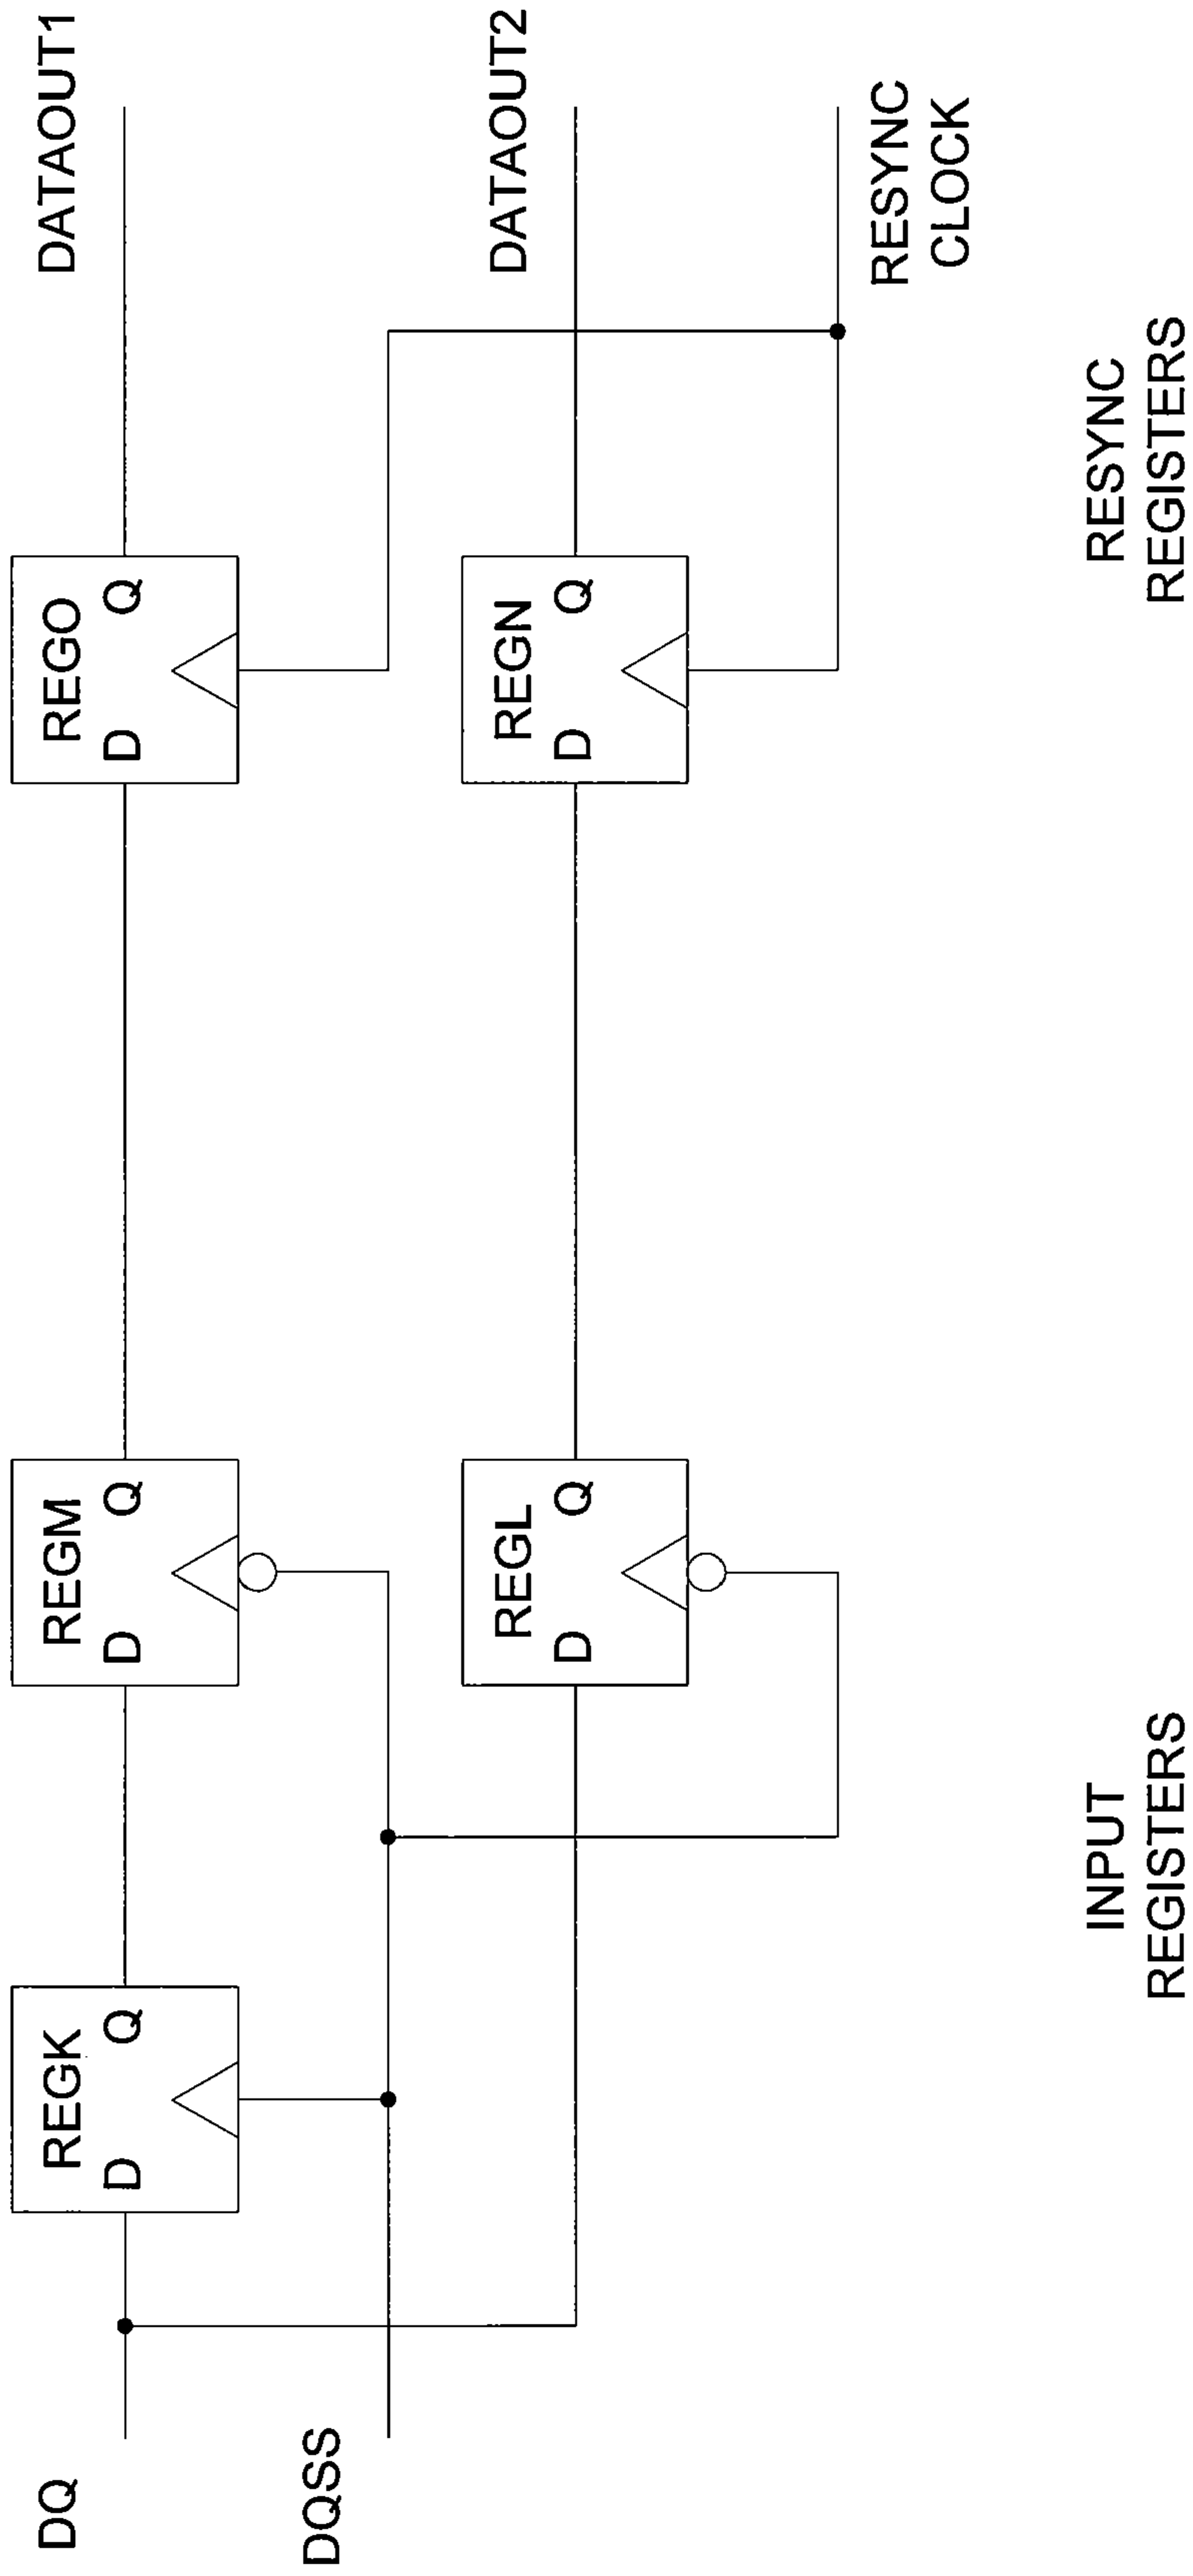 REGK
D Q
REGM
D Q
REGO
D Q
DATAOUT1
DQ
DQSS
REGL
D Q
REGN
D Q
DATAOUT2
RESYNC
CLOCK
INPUT
REGISTERS
RESYNC
REGISTERS